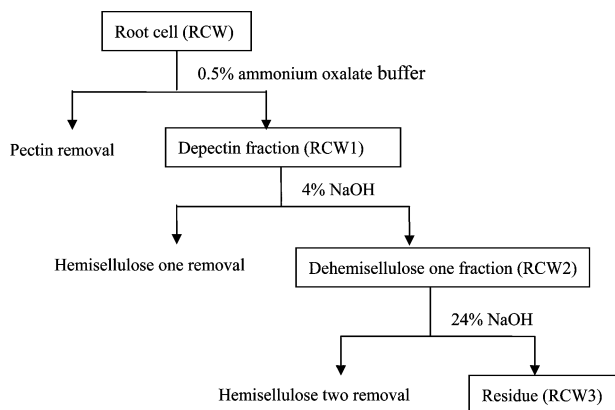 Root cell (RCW)
0.5% ammonium oxalate buffer
Pectin removal
Depectin fraction (RCW1)
4% NaOH
Hemisellulose one removal
Dehemisellulose one fraction (RCW2)
24% NaOH
Hemisellulose two removal
Residue (RCW3)